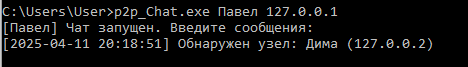 C:\Users\User>p2p_Chat.exe Павел 127.0.0.1
[Павел] Чат запущен. Введите сообщения:
[2025-04-11 20:18:51] Обнаружен узел: Дима (127.0.0.2)